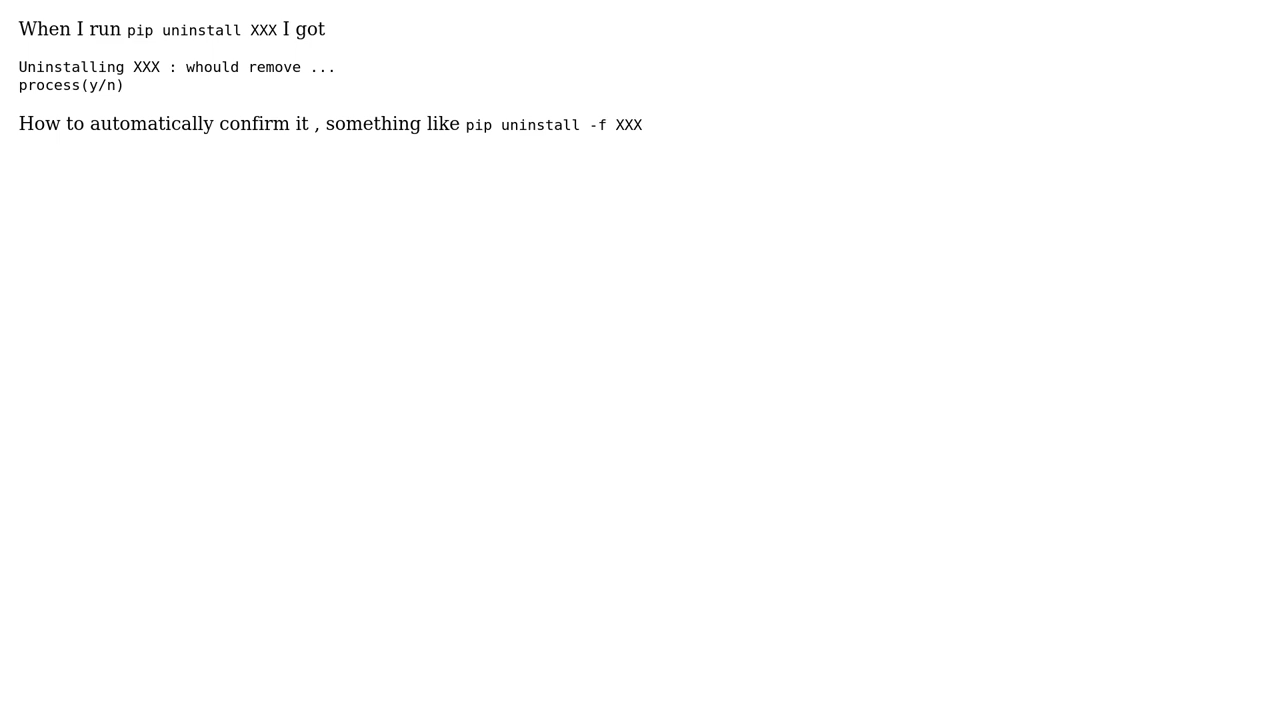 When I run pip uninstall XXX I got
Uninstalling XXX : whould remove ...
process(y/n)
How to automatically confirm it , something like pip uninstall -f XXX